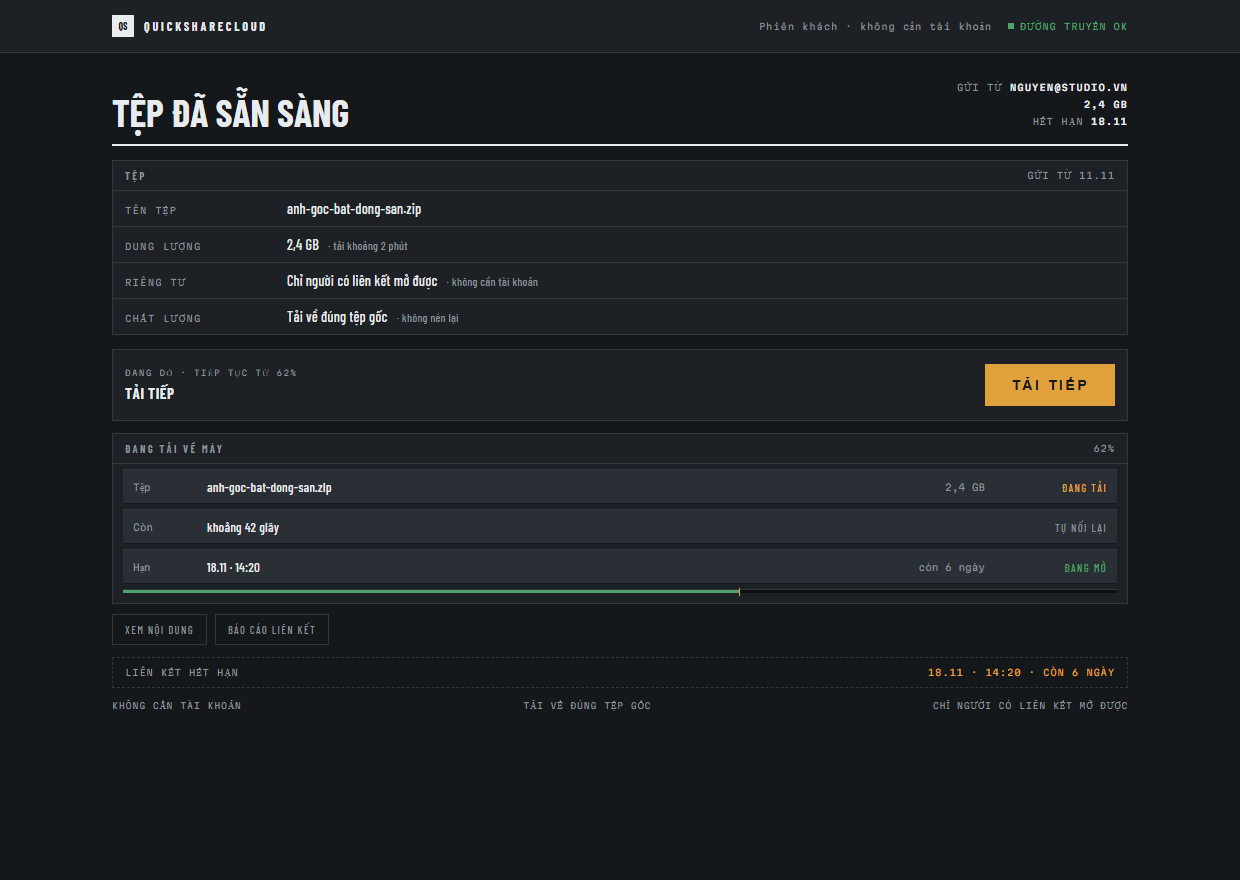 QS QUICKSHARECLOUD
Phiên khách · không cần tài khoản ĐƯỜNG TRUYỀN OK
TỆP ĐÃ SẴN SÀNG
GỬI TỪ NGUYEN@STUDIO.VN
2,4 GB
HẾT HẠN 18.11
TỆP GỬI TỪ 11.11
TÊN TỆP anh-goc-bat-dong-san.zip
DUNG LƯỢNG 2,4 GB · tải khoảng 2 phút
RIÊNG TƯ Chỉ người có liên kết mở được · không cần tài khoản
CHẤT LƯỢNG Tải về đúng tệp gốc · không nén lại
ĐANG DỞ · TIẾP TỤC TỪ 62%
TẢI TIẾP
TẢI TIẾP
ĐANG TẢI VỀ MÁY 62%
Tệp anh-goc-bat-dong-san.zip 2,4 GB ĐANG TẢI
Còn khoảng 42 giây TỰ NỐI LẠI
Hạn 18.11 · 14:20 còn 6 ngày ĐANG MỞ
XEM NỘI DUNG BÁO CÁO LIÊN KẾT
LIÊN KẾT HẾT HẠN 18.11 · 14:20 · CÒN 6 NGÀY
KHÔNG CẦN TÀI KHOẢN TẢI VỀ ĐÚNG TỆP GỐC CHỈ NGƯỜI CÓ LIÊN KẾT MỞ ĐƯỢC